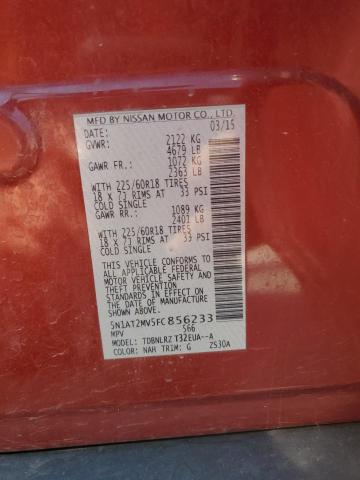 MFD BY NISSAN MOTOR CO., LTD.
DATE: 03/15
GVWR: 2122 KG
4679 LB
GAWR FR.: 1072 KG
2363 LB
WITH 225/60R18 TIRES
18 X 7J RIMS AT 33 PSI
COLD SINGLE
GAWR RR.: 1089 KG
2401 LB
WITH 225/60R18 TIRES
18 X 7J RIMS AT 33 PSI
COLD SINGLE
THIS VEHICLE CONFORMS TO
ALL APPLICABLE FEDERAL
MOTOR VEHICLE SAFETY, BUMPER,
AND THEFT PREVENTION
STANDARDS IN EFFECT ON THE
DATE OF MANUFACTURE SHOWN
ABOVE.
5N1AT2MV5FC856233
MPV 566
MODEL: TDBNLRZ T32EUA--A
COLOR: NAH TRIM: G ZS30A